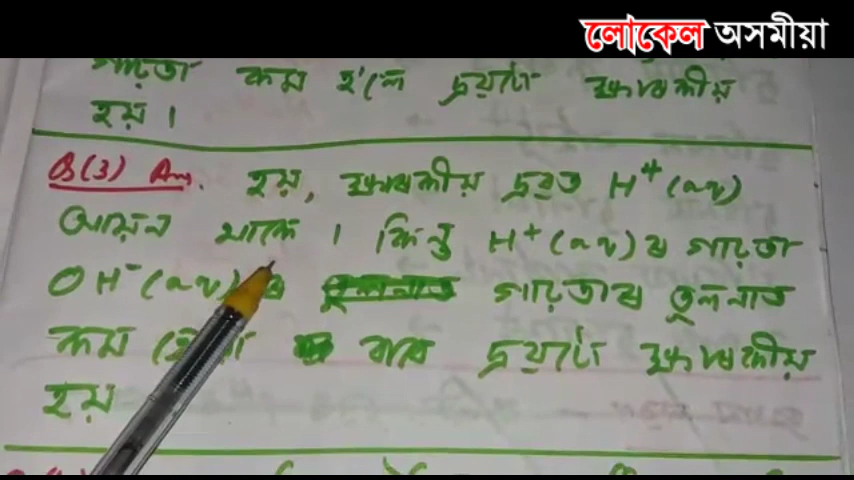 লোকেল অসমীয়া
গাঢ়তা কম হ'লে দ্ৰৱটো ক্ষাৰকীয়
হয় ।
Q(3) Ans. হয়, ক্ষাৰকীয় দ্ৰৱত H⁺(aq)
আয়ন থাকে । কিন্তু H⁺(aq)ৰ গাঢ়তা
OH⁻(aq)ৰ গাঢ়তাৰ তুলনাত
কম বাবে দ্ৰৱটো ক্ষাৰকীয়
হয়